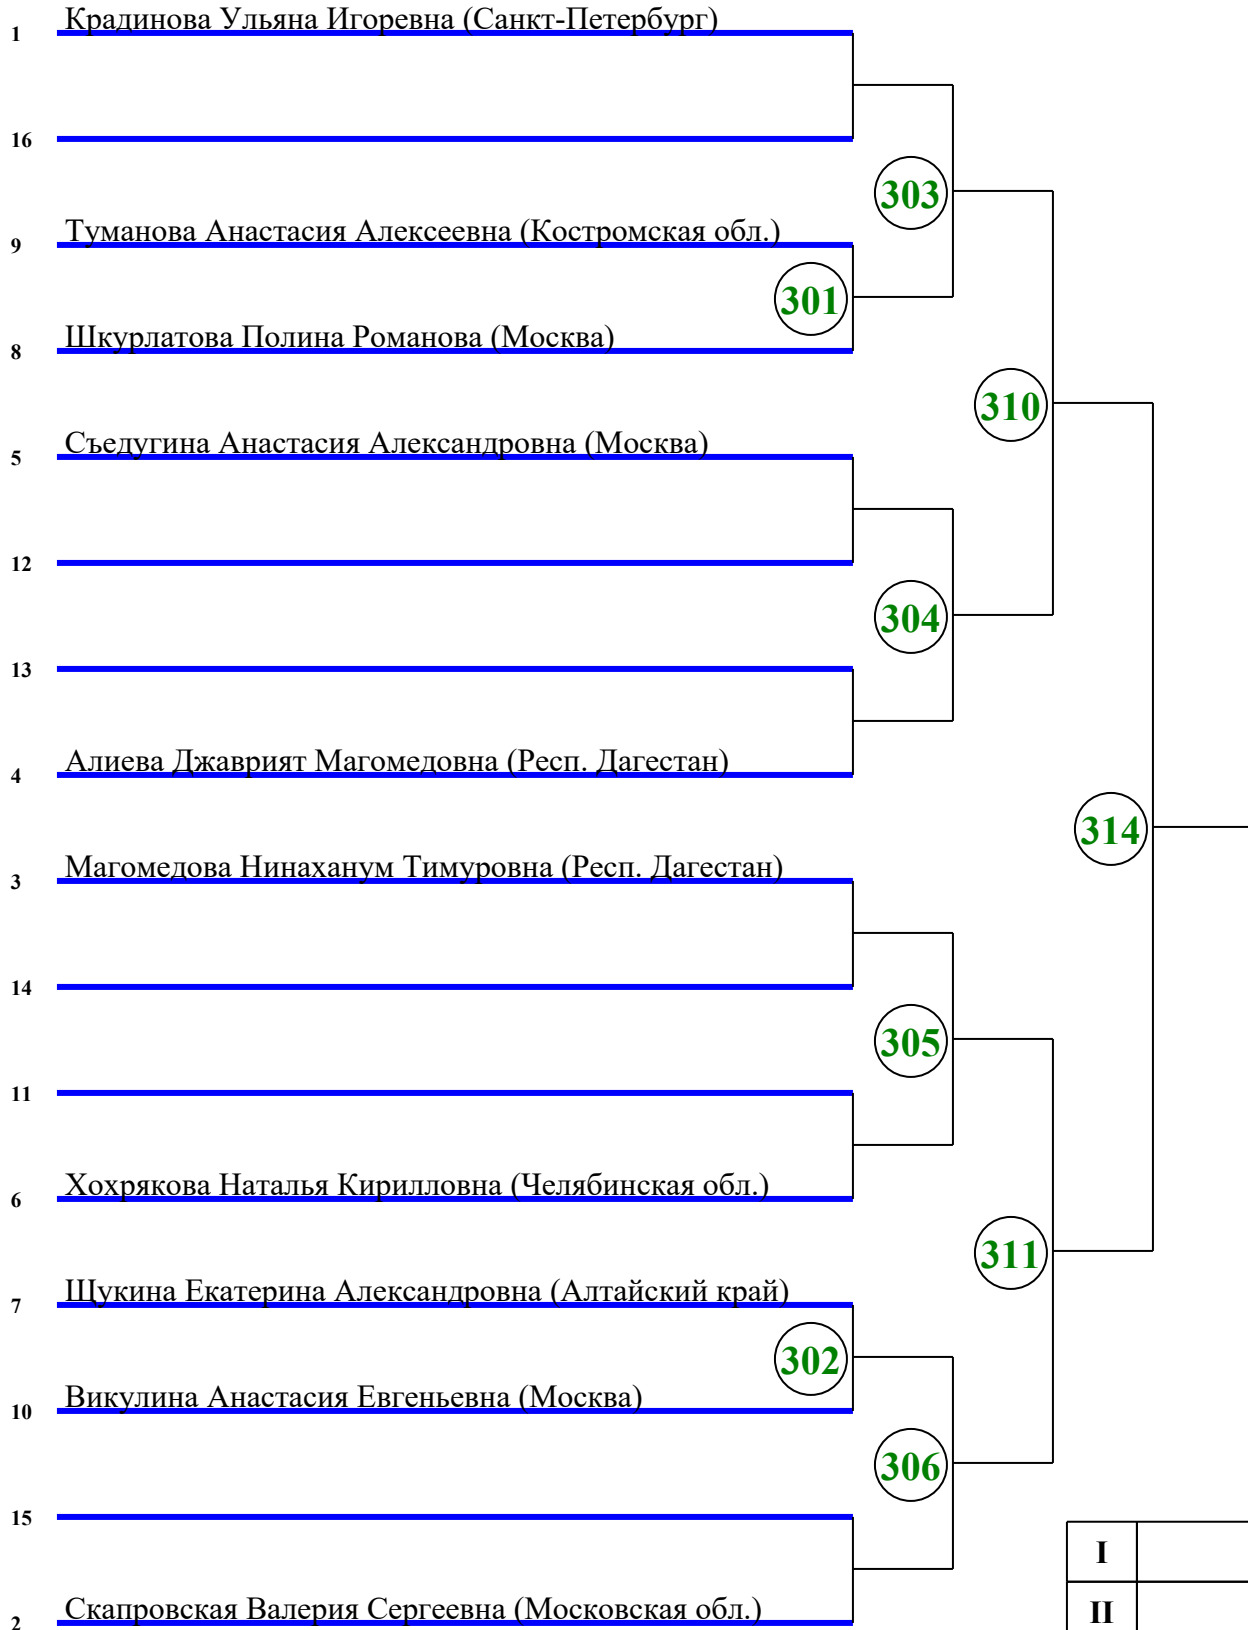 1 Крадинова Ульяна Игоревна (Санкт-Петербург)
16
303
9 Туманова Анастасия Алексеевна (Костромская обл.)
301
8 Шкурлатова Полина Романова (Москва)
310
5 Съедугина Анастасия Александровна (Москва)
12
304
13
4 Алиева Джаврият Магомедовна (Респ. Дагестан)
314
3 Магомедова Нинаханум Тимуровна (Респ. Дагестан)
14
305
11
6 Хохрякова Наталья Кирилловна (Челябинская обл.)
311
7 Щукина Екатерина Александровна (Алтайский край)
302
10 Викулина Анастасия Евгеньевна (Москва)
306
15
I
2 Скапровская Валерия Сергеевна (Московская обл.)
II